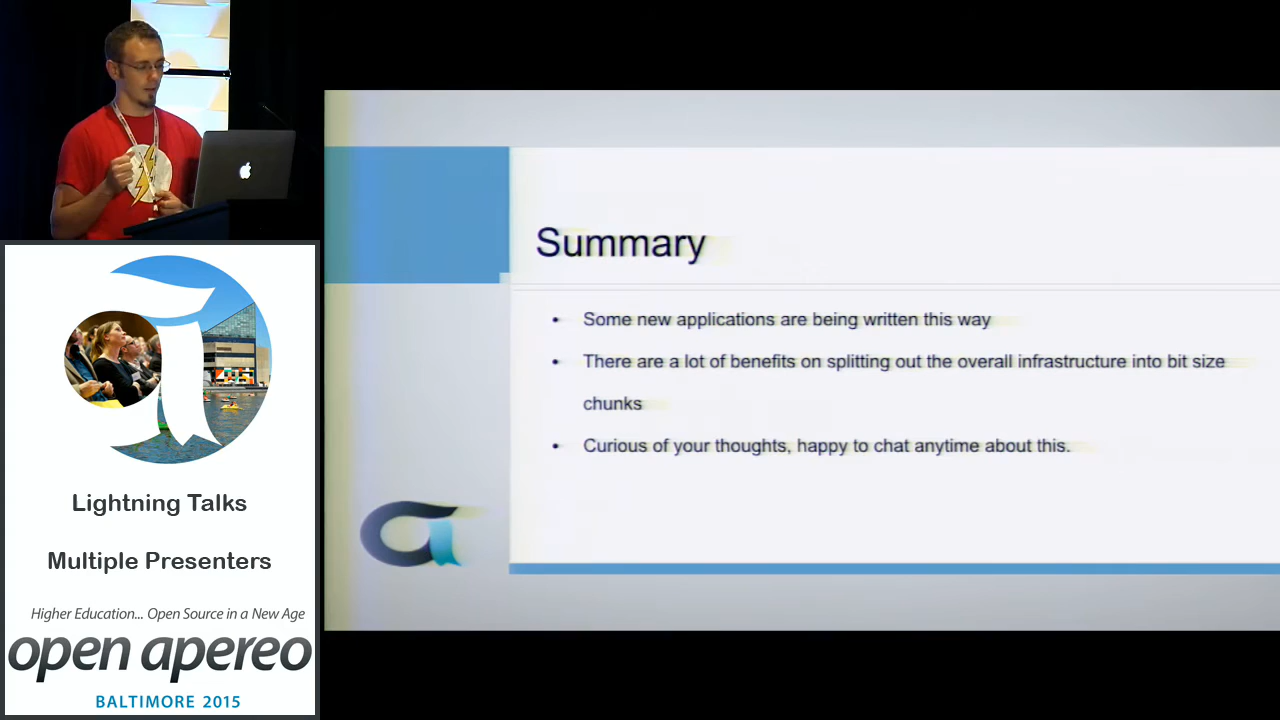 Summary
• Some new applications are being written this way
• There are a lot of benefits on splitting out the overall infrastructure into bit size
chunks
• Curious of your thoughts, happy to chat anytime about this.
Lightning Talks
Multiple Presenters
Higher Education... Open Source in a New Age
open apereo
BALTIMORE 2015